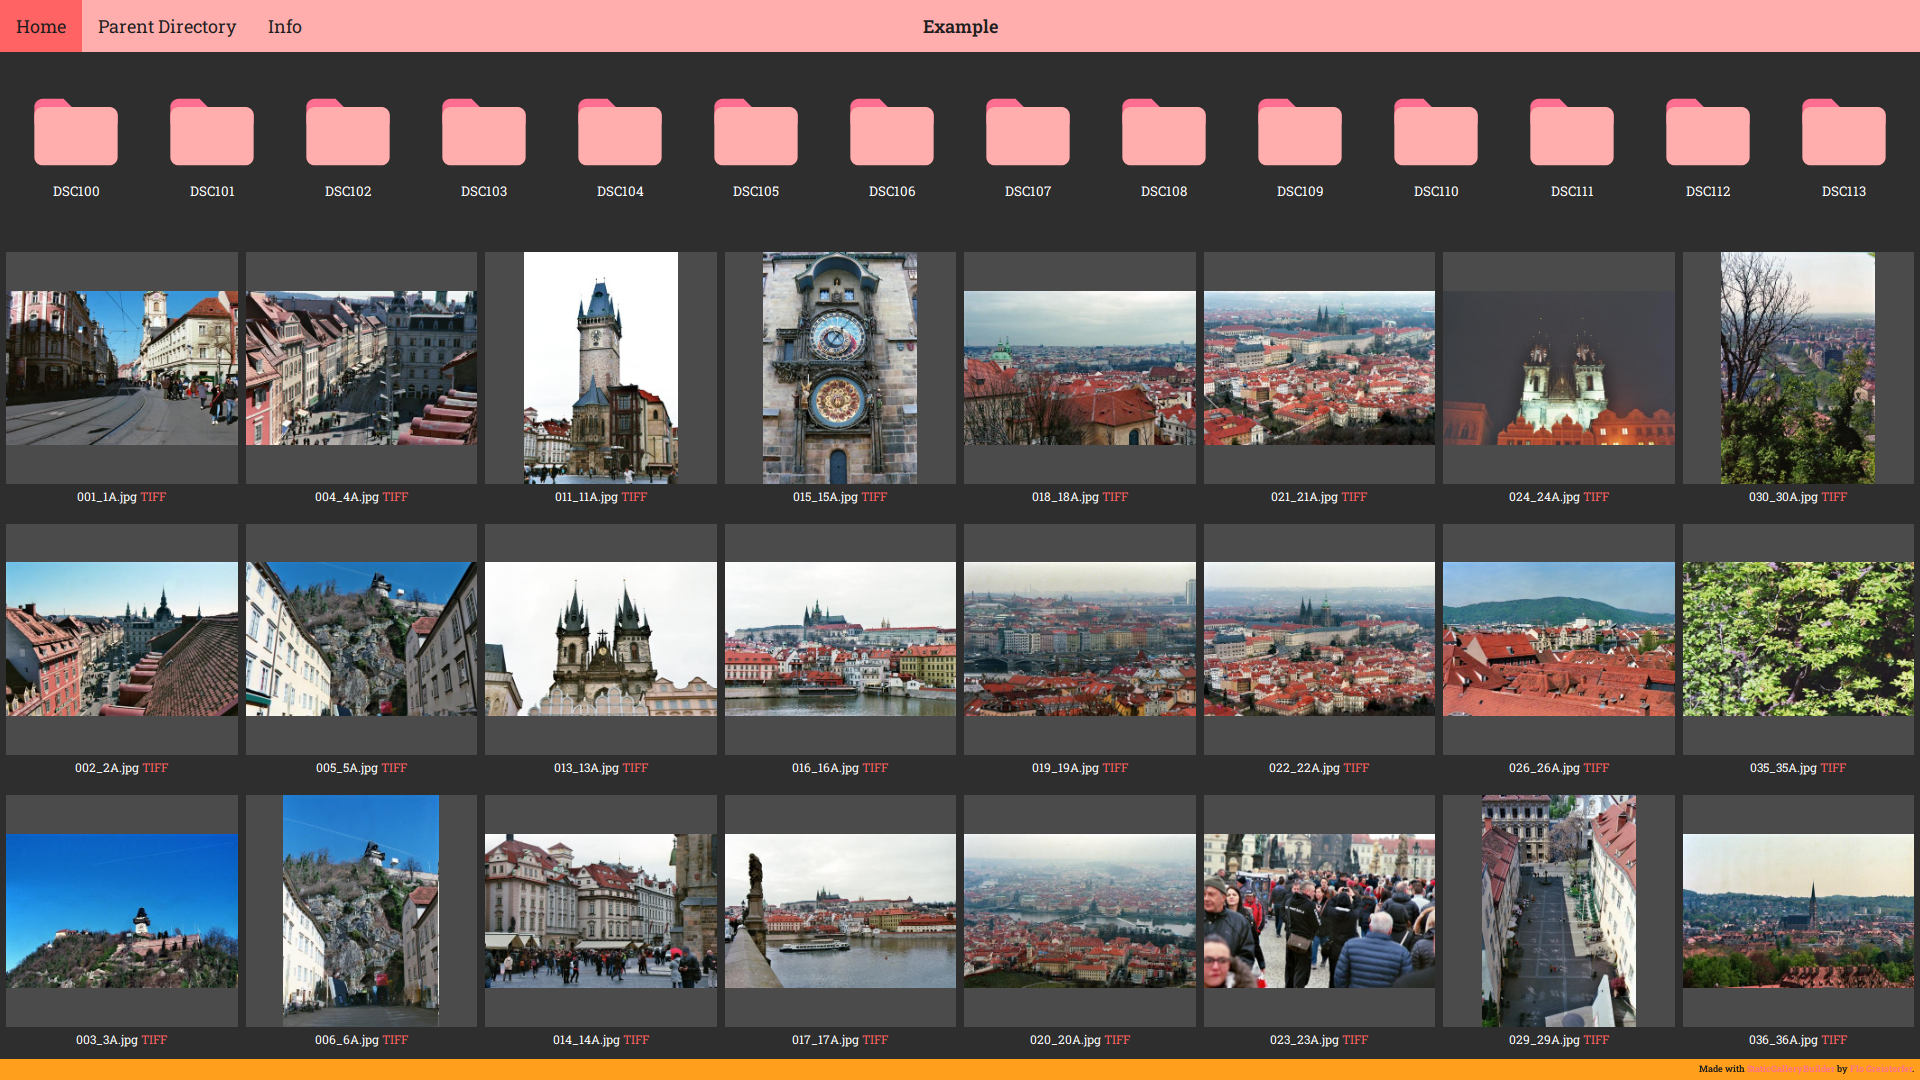 Home Parent Directory Info Example
DSC100 DSC101 DSC102 DSC103 DSC104 DSC105 DSC106 DSC107 DSC108 DSC109 DSC110 DSC111 DSC112 DSC113
001_1A.jpg TIFF 004_4A.jpg TIFF 011_11A.jpg TIFF 015_15A.jpg TIFF 018_18A.jpg TIFF 021_21A.jpg TIFF 024_24A.jpg TIFF 030_30A.jpg TIFF
002_2A.jpg TIFF 005_5A.jpg TIFF 013_13A.jpg TIFF 016_16A.jpg TIFF 019_19A.jpg TIFF 022_22A.jpg TIFF 026_26A.jpg TIFF 035_35A.jpg TIFF
003_3A.jpg TIFF 006_6A.jpg TIFF 014_14A.jpg TIFF 017_17A.jpg TIFF 020_20A.jpg TIFF 023_23A.jpg TIFF 029_29A.jpg TIFF 036_36A.jpg TIFF
Made with StaticGalleryBuilder by